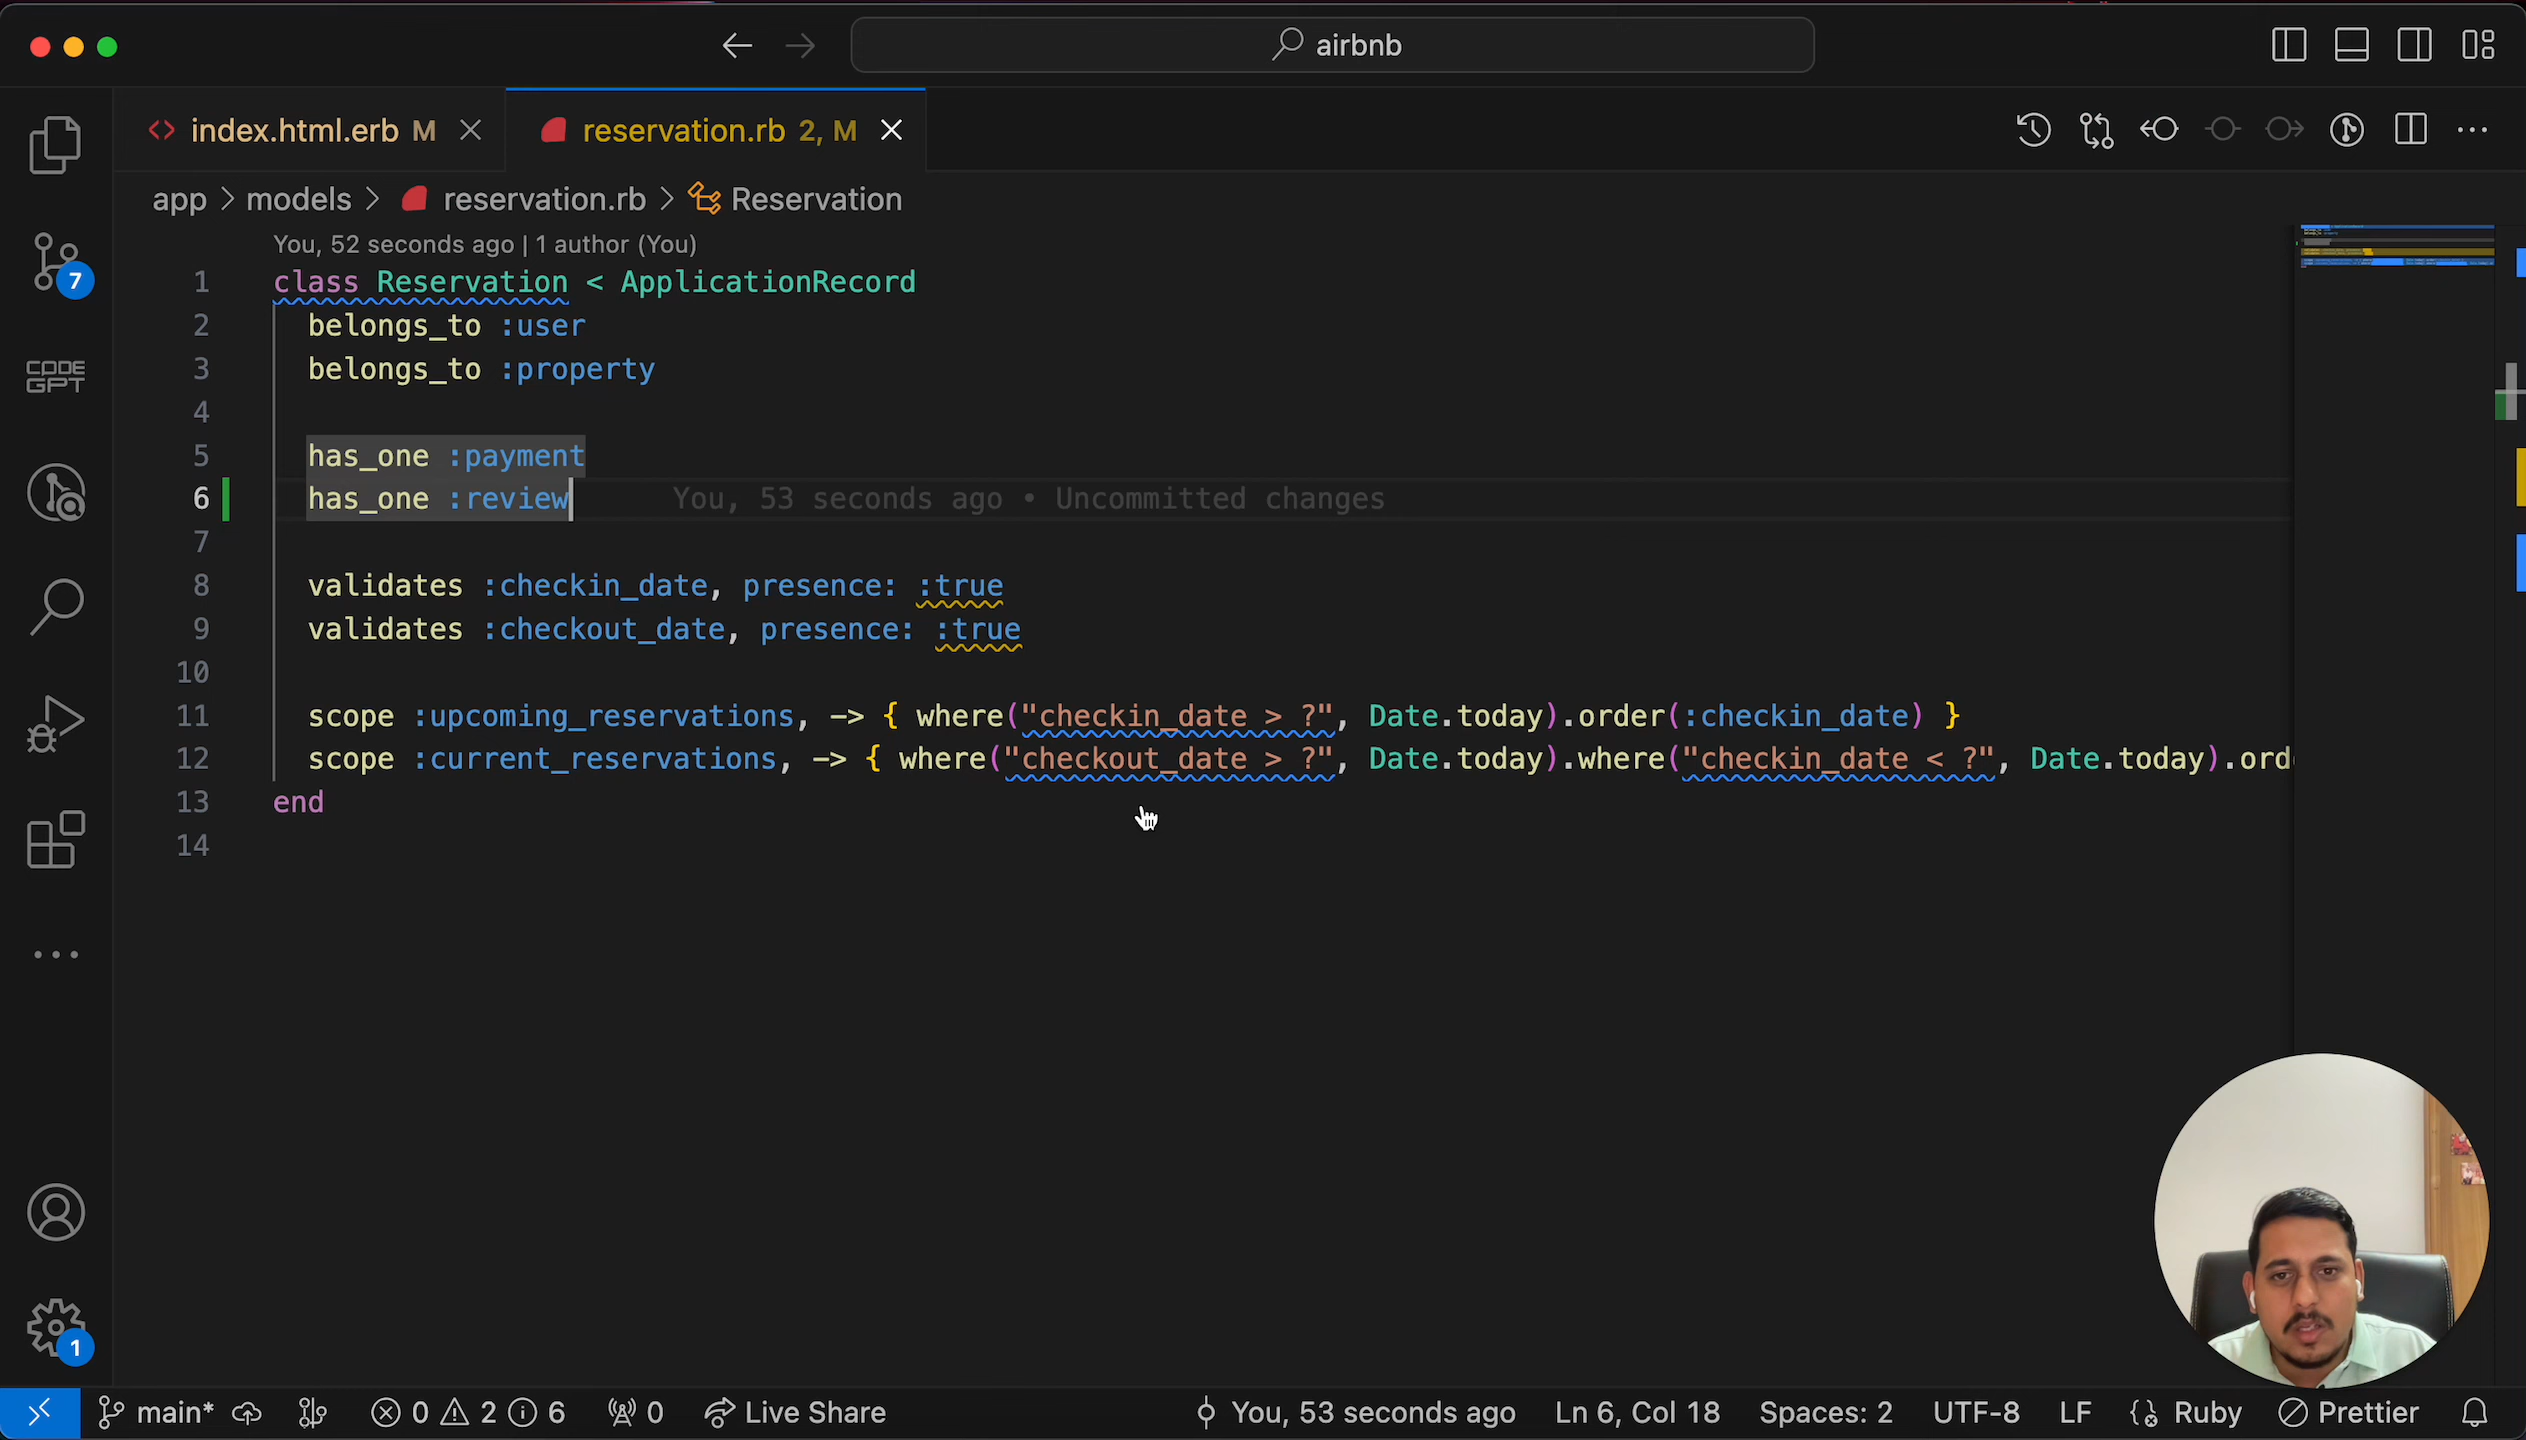 airbnb
index.html.erb M
reservation.rb 2, M
app > models > reservation.rb > Reservation
You, 52 seconds ago | 1 author (You)
1 class Reservation < ApplicationRecord
2 belongs_to :user
3 belongs_to :property
4
5 has_one :payment
6 has_one :review You, 53 seconds ago • Uncommitted changes
7
8 validates :checkin_date, presence: :true
9 validates :checkout_date, presence: :true
10
11 scope :upcoming_reservations, -> { where("checkin_date > ?", Date.today).order(:checkin_date) }
12 scope :current_reservations, -> { where("checkout_date > ?", Date.today).where("checkin_date < ?", Date.today).ord
13 end
14
7
CODE
GPT
1
main* 0 2 6 0 Live Share You, 53 seconds ago Ln 6, Col 18 Spaces: 2 UTF-8 LF Ruby Prettier